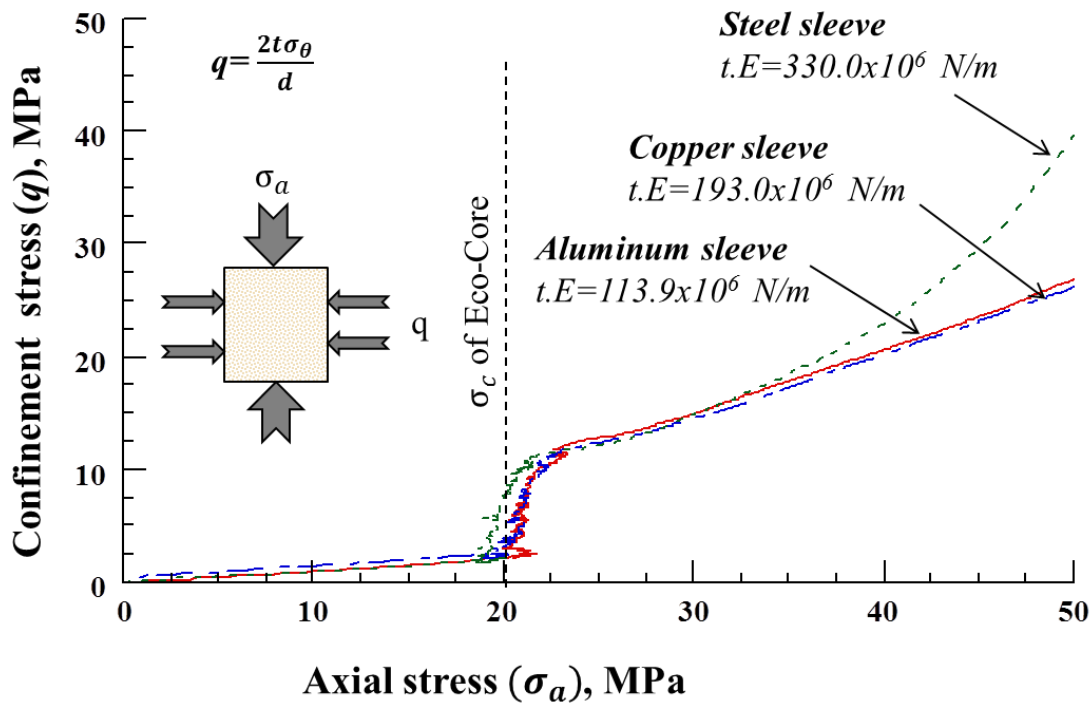 Confinement stress (q), MPa
50
40
30
20
10
0
q= 2tσθ / d
σa
q
σc of Eco-Core
Steel sleeve
t.E=330.0x10⁶ N/m
Copper sleeve
t.E=193.0x10⁶ N/m
Aluminum sleeve
t.E=113.9x10⁶ N/m
0 10 20 30 40 50
Axial stress (σa), MPa